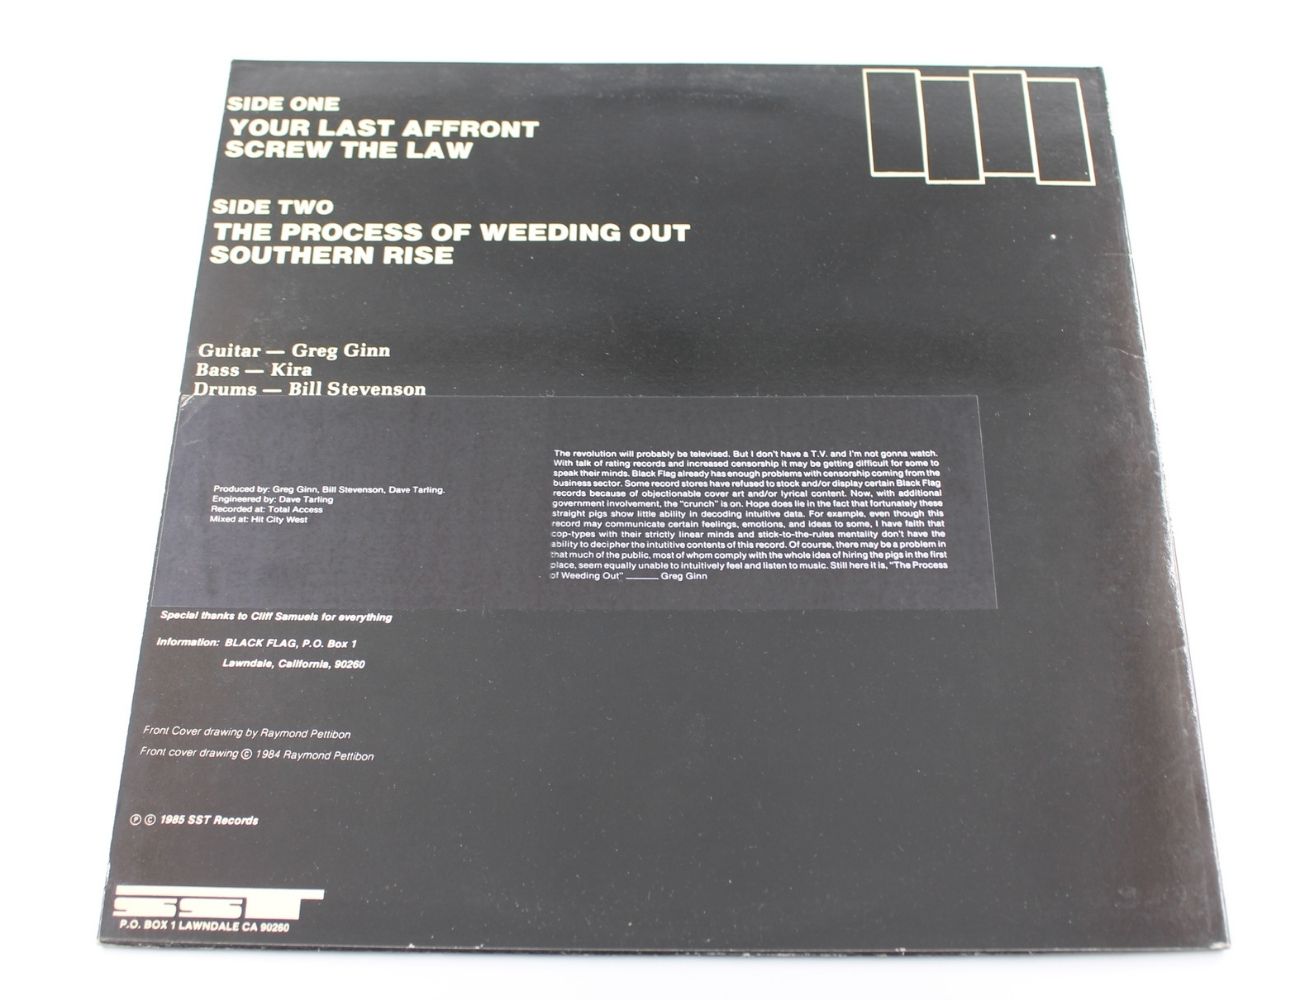 SIDE ONE
YOUR LAST AFFRONT
SCREW THE LAW
SIDE TWO
THE PROCESS OF WEEDING OUT
SOUTHERN RISE
Guitar — Greg Ginn
Bass — Kira
Drums — Bill Stevenson
Produced by: Greg Ginn, Bill Stevenson, Dave Tarling.
Engineered by: Dave Tarling
Recorded at: Total Access
Mixed at: Hit City West
The revolution will probably be televised. But I don't have a T.V. and I'm not gonna watch.
With talk of rating records and increased censorship it may be getting difficult for some to
speak their minds. Black Flag already has enough problems with censorship coming from the
business sector. Some record stores have refused to stock and/or display certain Black Flag
records because of objectionable cover art and/or lyrical content. Now, with additional
government involvement, the "crunch" is on. Hope does lie in the fact that fortunately these
straight pigs show little ability in decoding intuitive data. For example, even though this
record may communicate certain feelings, emotions, and ideas to some, I have faith that
cop-types with their strictly linear minds and stick-to-the-rules mentality don't have the
ability to decipher the intutitive contents of this record. Of course, there may be a problem in
that much of the public, most of whom comply with the whole idea of hiring the pigs in the first
place, seem equally unable to intuitively feel and listen to music. Still here it is, "The Process
of Weeding Out" ______ Greg Ginn
Special thanks to Cliff Samuels for everything
Information: BLACK FLAG, P.O. Box 1
Lawndale, California, 90260
Front Cover drawing by Raymond Pettibon
Front cover drawing © 1984 Raymond Pettibon
℗ © 1985 SST Records
SST
P.O. BOX 1 LAWNDALE CA 90260